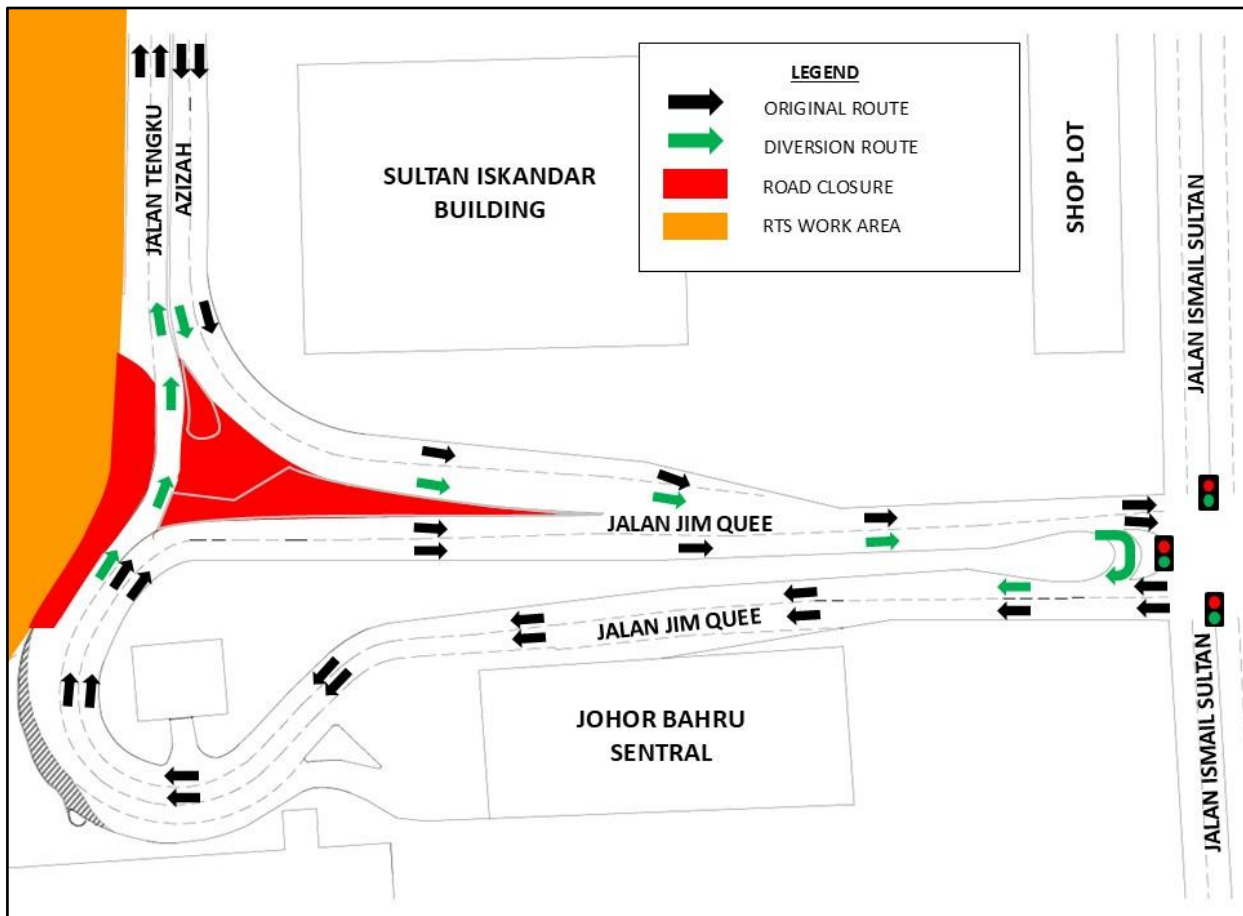 LEGEND
ORIGINAL ROUTE
DIVERSION ROUTE
ROAD CLOSURE
RTS WORK AREA
JALAN TENGKU
AZIZAH
SULTAN ISKANDAR
BUILDING
SHOP LOT
JALAN ISMAIL SULTAN
JALAN JIM QUEE
JALAN JIM QUEE
JOHOR BAHRU
SENTRAL
JALAN ISMAIL SULTAN